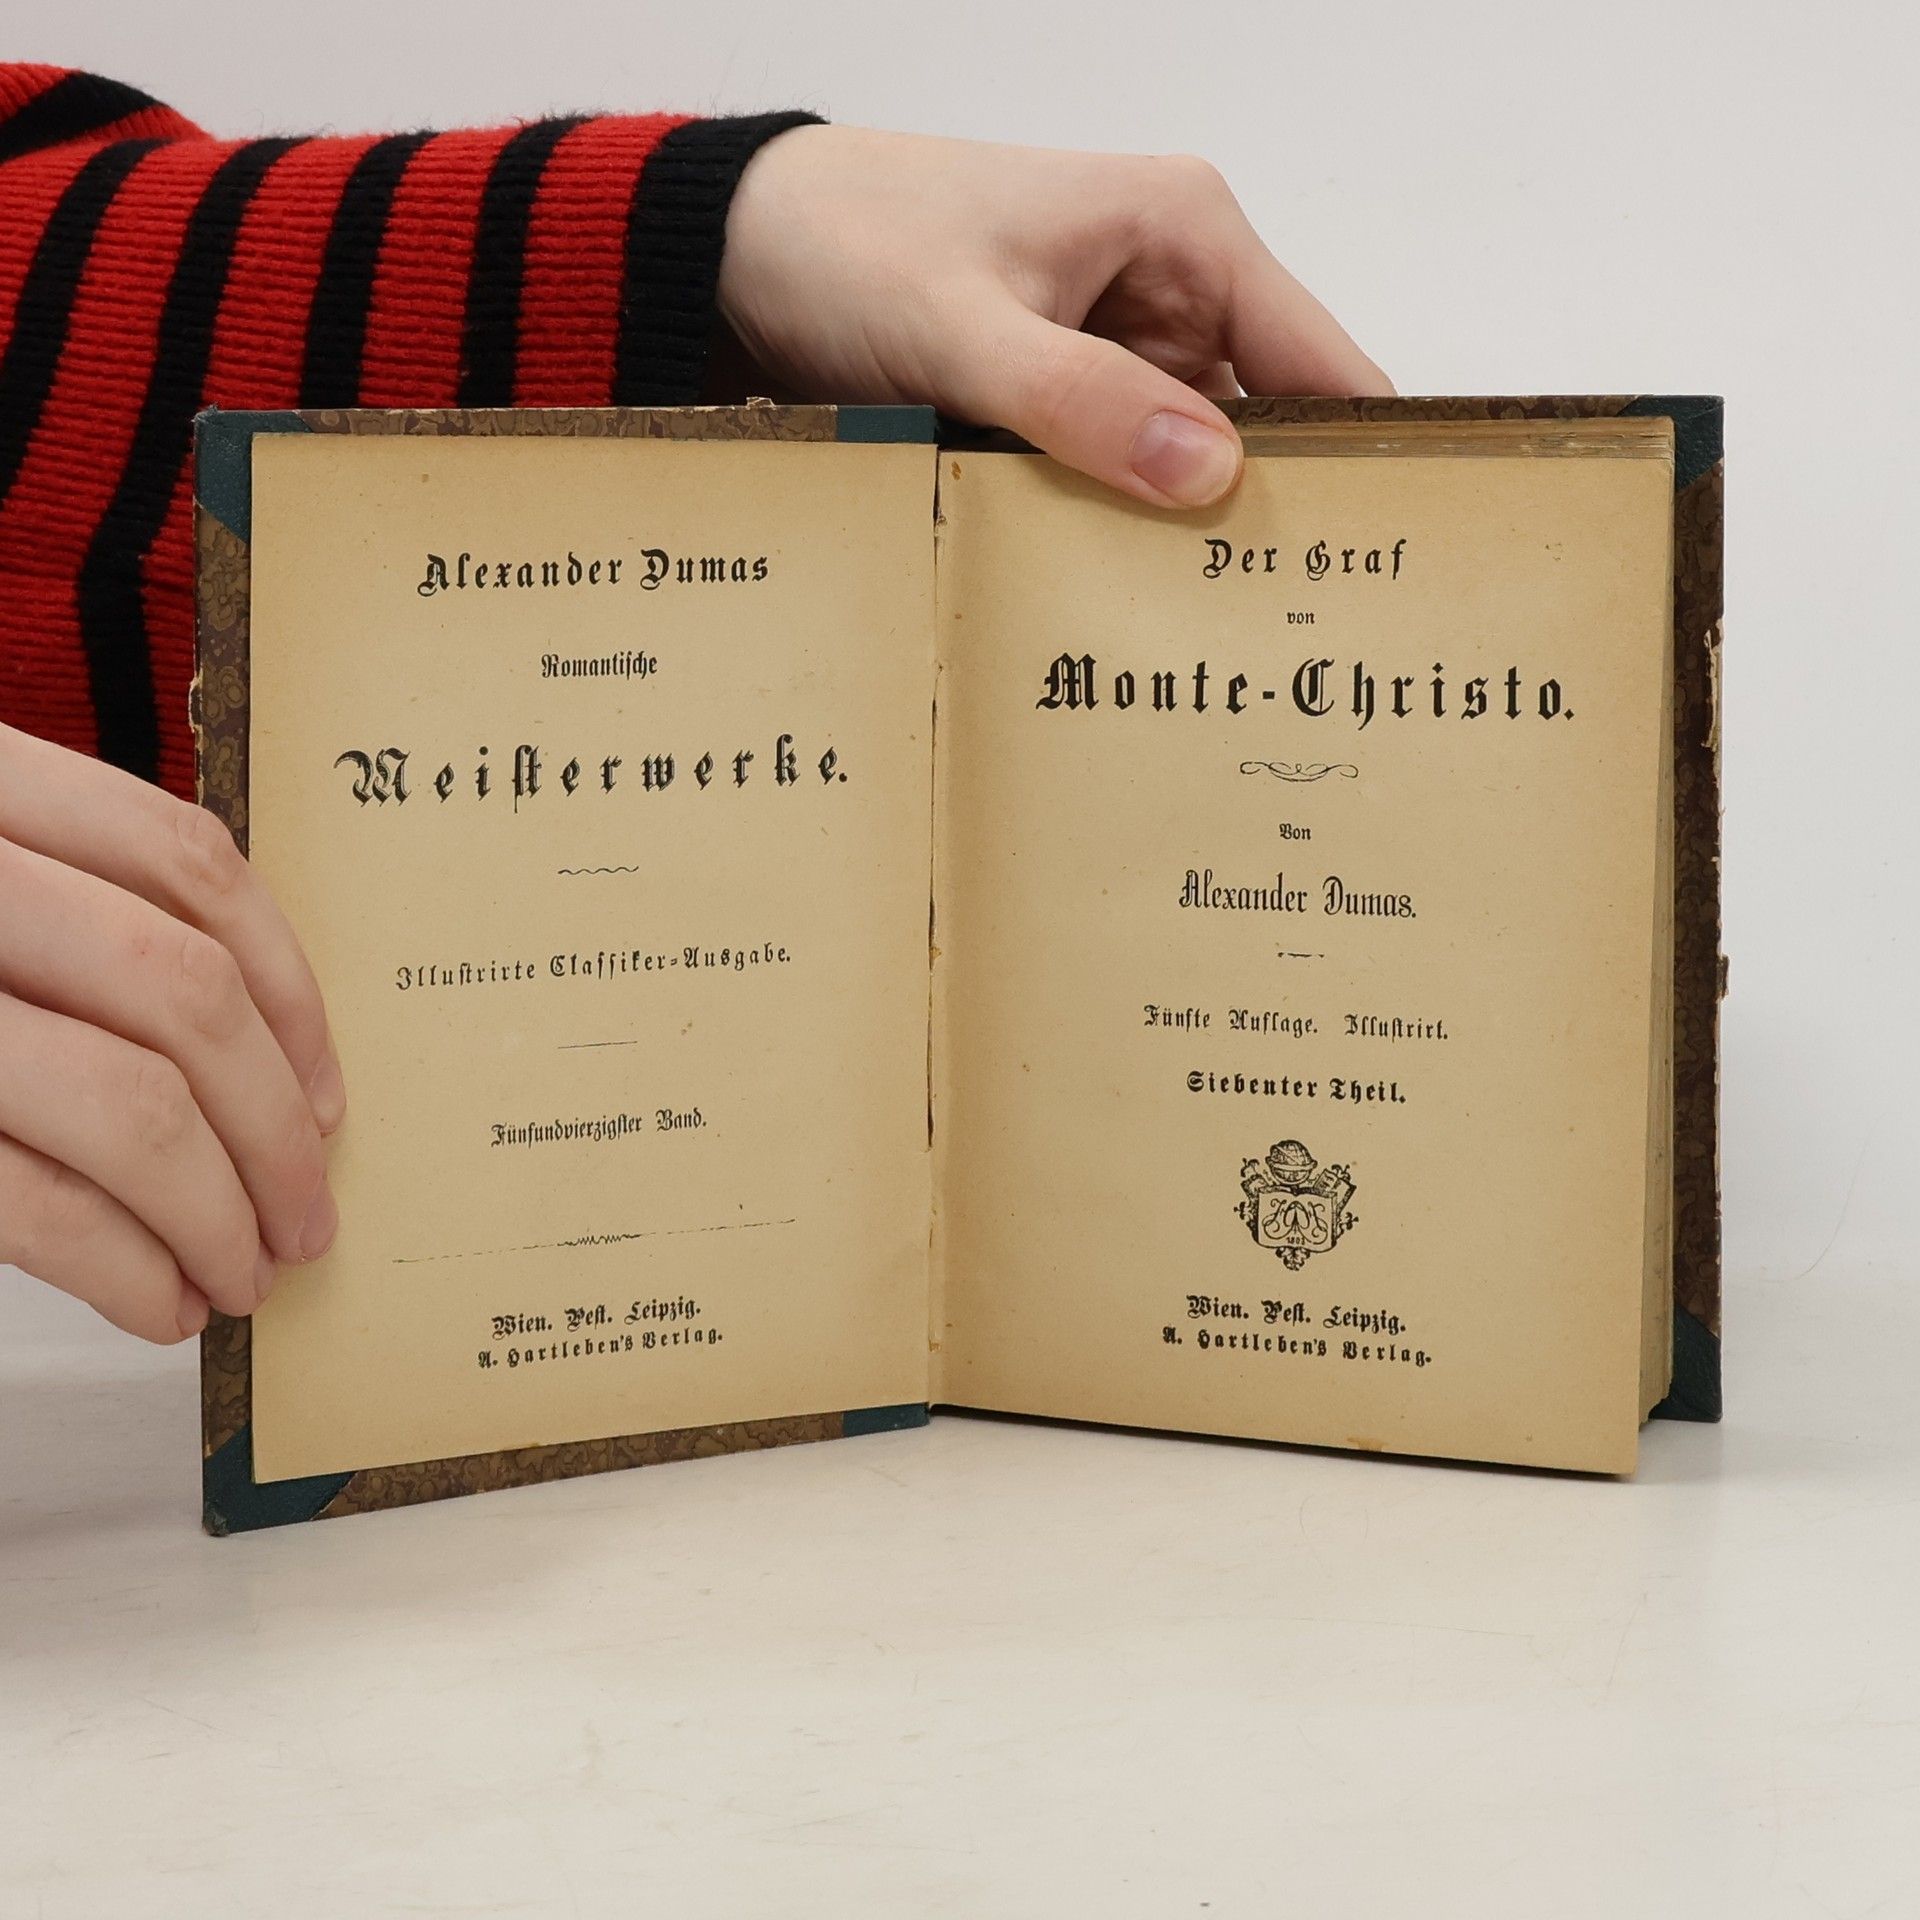 Alexander Dumas
Romantische
Meisterwerke.
Illustrirte Classiker-Ausgabe.
Fünfundvierzigster Band.
Wien. Pest. Leipzig.
A. Hartleben's Verlag.
Der Graf
von
Monte-Christo.
Von
Alexander Dumas.
Fünfte Auflage. Illustrirt.
Siebenter Theil.
1803
Wien. Pest. Leipzig.
A. Hartleben's Verlag.